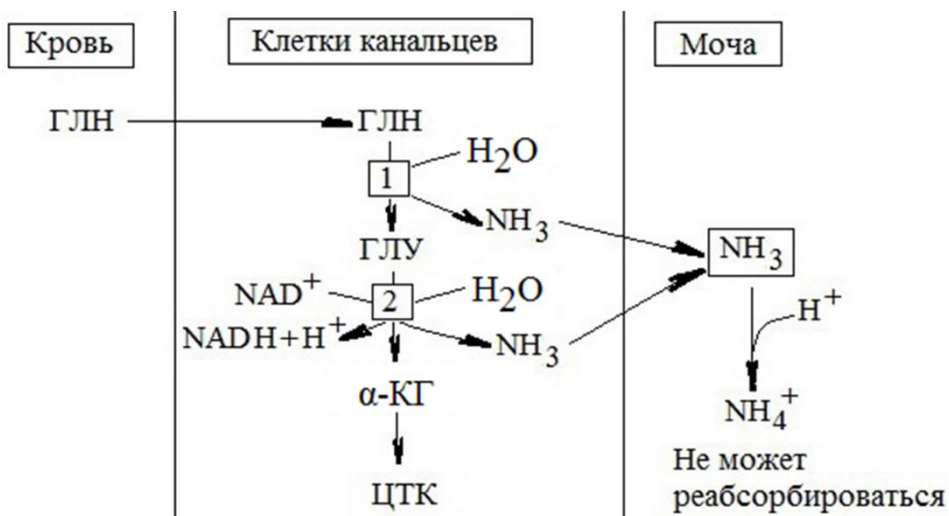 Кровь
Клетки канальцев
Моча
ГЛН
ГЛН
H₂O
1
NH₃
ГЛУ
NH₃
NAD⁺
2
H₂O
H⁺
NADH+H⁺
NH₃
α-КГ
NH₄⁺
Не может
реабсорбироваться
ЦТК